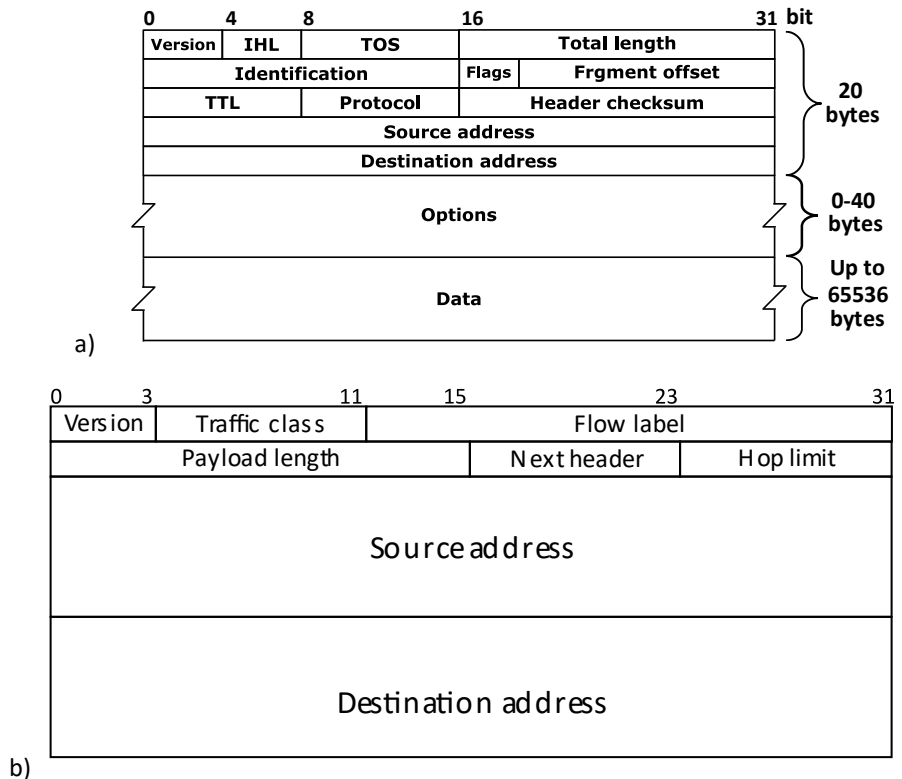 0 4 8 16 31 bit
Version IHL TOS Total length
Identification Flags Frgment offset
TTL Protocol Header checksum
Source address
Destination address
20
bytes
Options
0-40
bytes
Data
Up to
65536
bytes
a)
0 3 11 15 23 31
Version Traffic class Flow label
Payload length Next header Hop limit
Source address
Destination address
b)